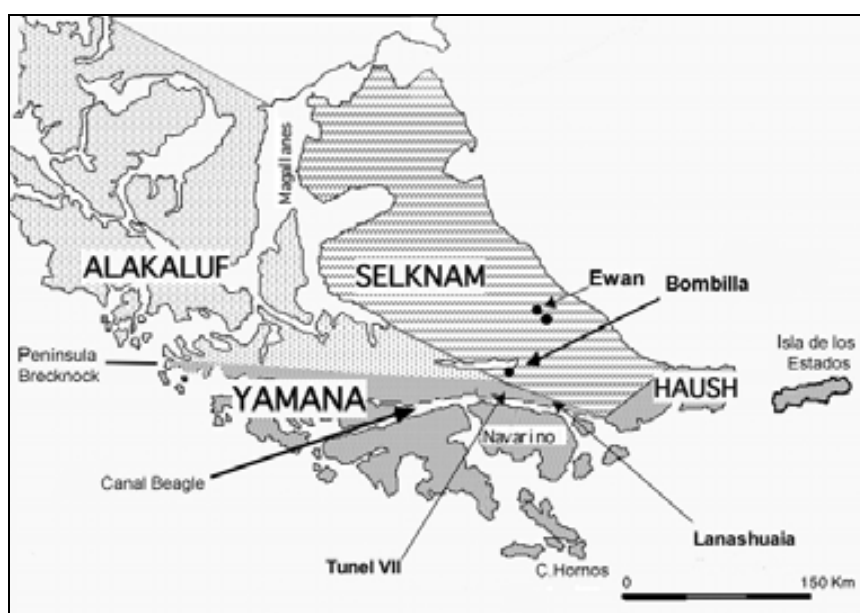 Magallanes
ALAKALUF
SELKNAM
Ewan
Bombilla
Isla de los
Estados
Peninsula
Brecknock
HAUSH
YAMANA
Navarino
Canal Beagle
Lanashuaia
Tunel VII
C.Hornos
0 150 Km